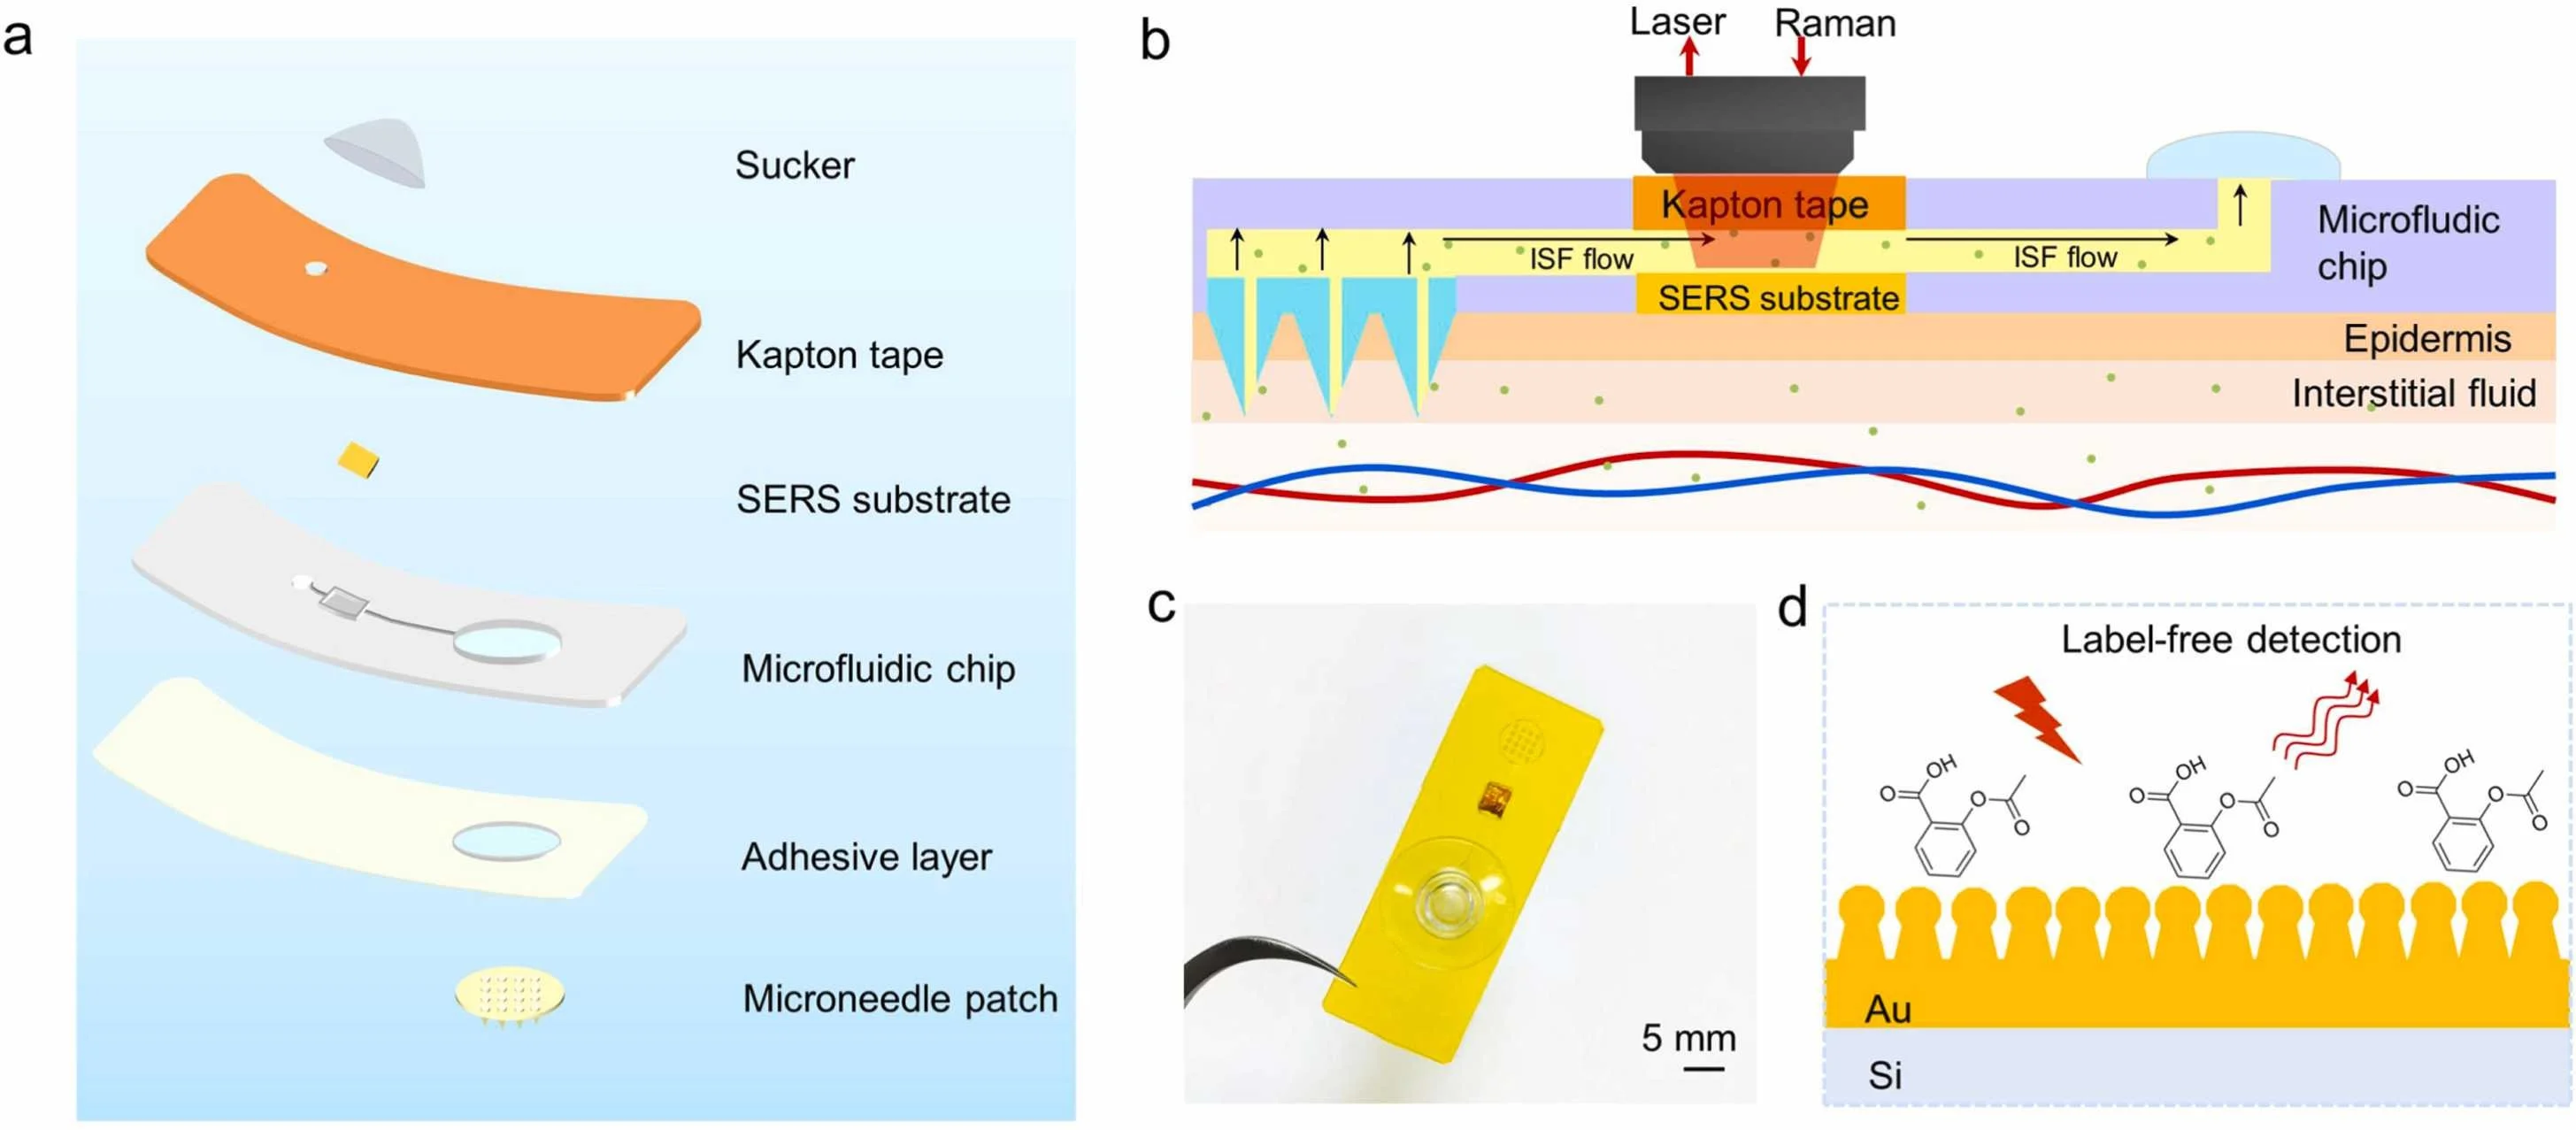 a
Sucker
Kapton tape
SERS substrate
Microfluidic chip
Adhesive layer
Microneedle patch
b
Laser
Raman
Kapton tape
ISF flow
ISF flow
SERS substrate
Microfludic
chip
Epidermis
Interstitial fluid
c
5 mm
d
Label-free detection
O
OH
O
O
O
OH
O
O
O
OH
O
O
Au
Si